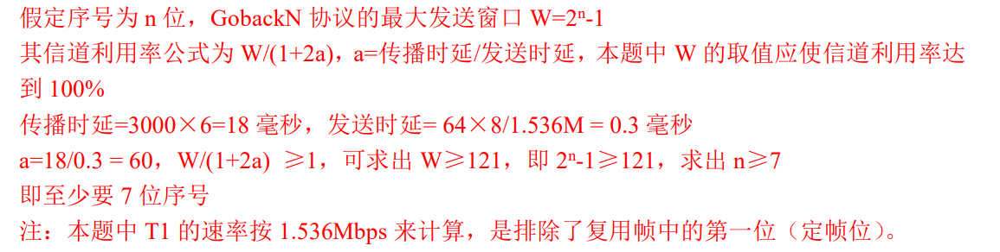 假定序号为 n 位，GobackN 协议的最大发送窗口 W=2ⁿ-1
其信道利用率公式为 W/(1+2a)，a=传播时延/发送时延，本题中 W 的取值应使信道利用率达
到 100%
传播时延=3000×6=18 毫秒，发送时延= 64×8/1.536M = 0.3 毫秒
a=18/0.3 = 60，W/(1+2a) ≥1，可求出 W≥121，即 2ⁿ-1≥121，求出 n≥7
即至少要 7 位序号
注：本题中 T1 的速率按 1.536Mbps 来计算，是排除了复用帧中的第一位（定帧位）。